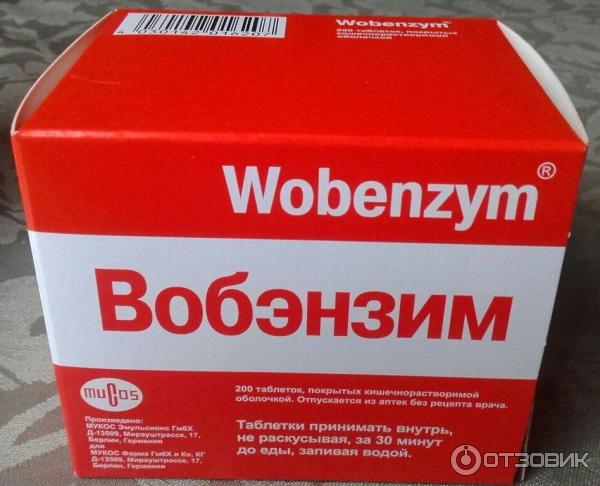 Wobenzym®
200 таблеток, покрытых
кишечнорастворимой
оболочкой
Wobenzym®
Вобэнзим
mucos
200 таблеток, покрытых кишечнорастворимой
оболочкой. Отпускается из аптек без рецепта врача.
Таблетки принимать внутрь,
не раскусывая, за 30 минут
до еды, запивая водой.
Произведено:
МУКОС Эмульсионс ГмбХ
Д-13509, Мирауштрассе, 17,
Берлин, Германия
для
МУКОС Фарма ГмбХ и Ко, КГ
Д-13509, Мирауштрассе, 17,
Берлин, Германия
ОТЗОВИК